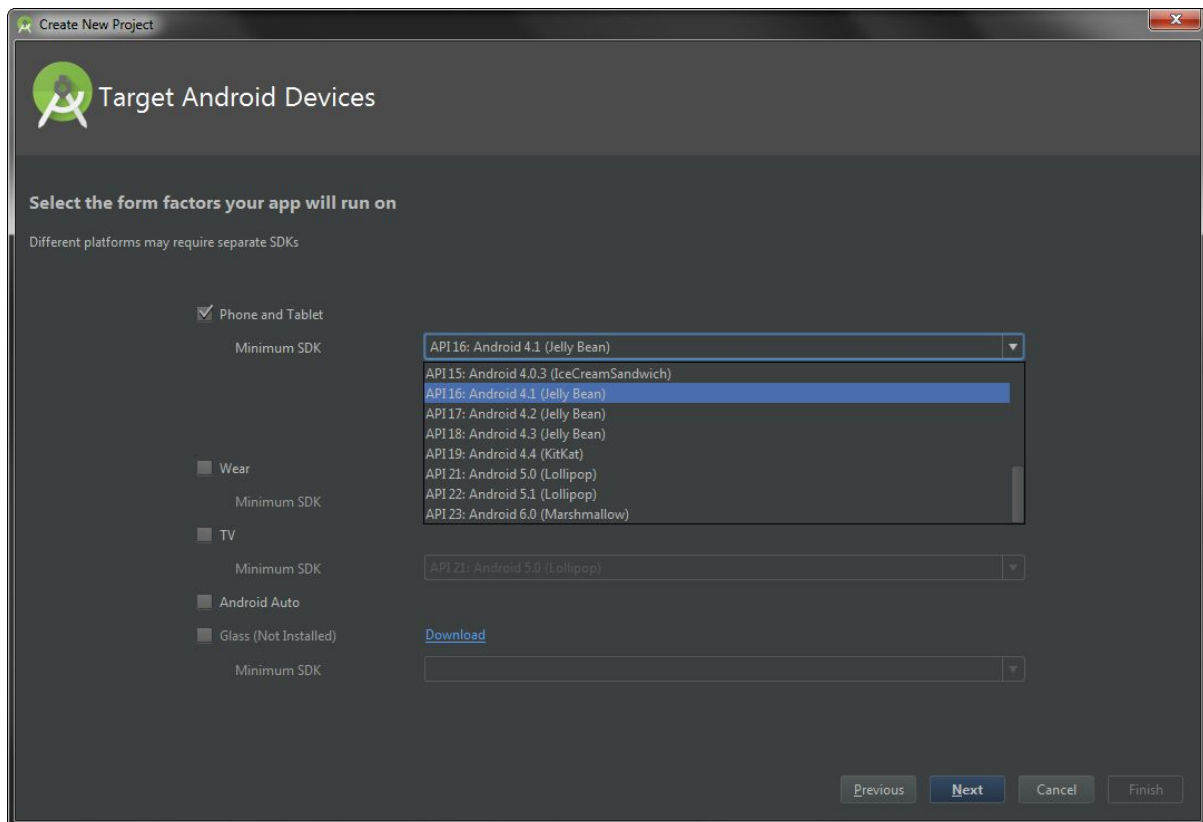 Create New Project
Target Android Devices
Select the form factors your app will run on
Different platforms may require separate SDKs
Phone and Tablet
Minimum SDK
API 16: Android 4.1 (Jelly Bean)
API 15: Android 4.0.3 (IceCreamSandwich)
API 16: Android 4.1 (Jelly Bean)
API 17: Android 4.2 (Jelly Bean)
API 18: Android 4.3 (Jelly Bean)
API 19: Android 4.4 (KitKat)
API 21: Android 5.0 (Lollipop)
API 22: Android 5.1 (Lollipop)
API 23: Android 6.0 (Marshmallow)
Wear
Minimum SDK
TV
Minimum SDK
API 21: Android 5.0 (Lollipop)
Android Auto
Glass (Not Installed)
Download
Minimum SDK
Previous
Next
Cancel
Finish